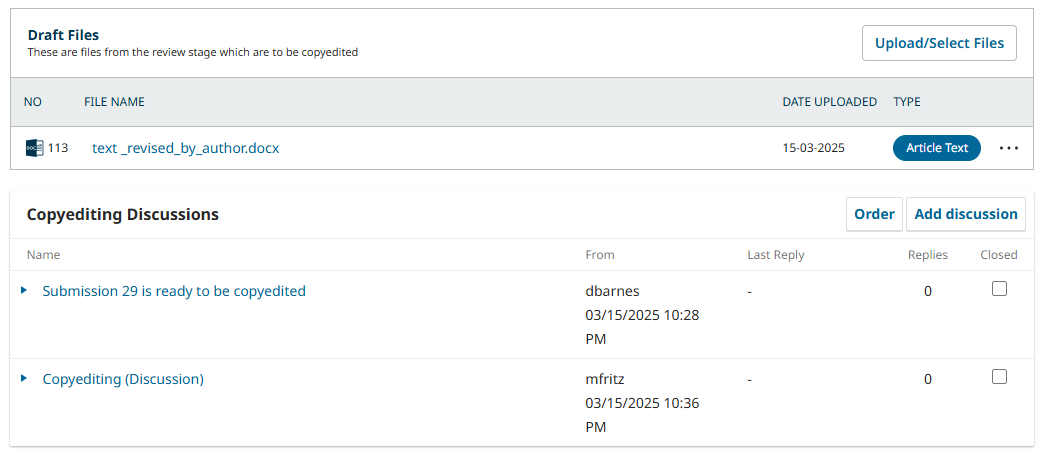 Draft Files
These are files from the review stage which are to be copyedited
Upload/Select Files
NO FILE NAME DATE UPLOADED TYPE
DOCX 113 text _revised_by_author.docx 15-03-2025 Article Text
Copyediting Discussions
Order Add discussion
Name From Last Reply Replies Closed
Submission 29 is ready to be copyedited dbarnes - 0
03/15/2025 10:28
PM
Copyediting (Discussion) mfritz - 0
03/15/2025 10:36
PM